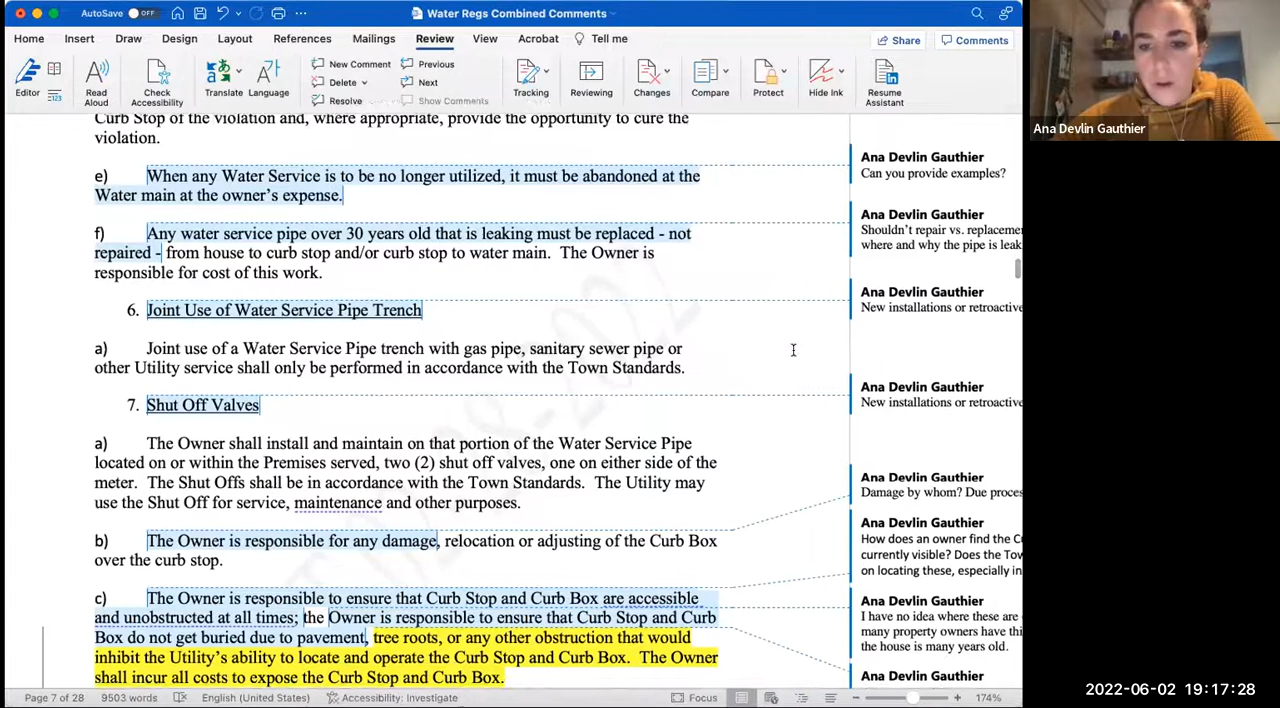 AutoSave OFF
Water Regs Combined Comments
Home Insert Draw Design Layout References Mailings Review View Acrobat Tell me Share Comments
Editor
Read Aloud
Check Accessibility
Translate
Language
New Comment
Delete
Resolve
Previous
Next
Show Comments
Tracking
Reviewing
Changes
Compare
Protect
Hide Ink
Resume Assistant
Curb Stop of the violation and, where appropriate, provide the opportunity to cure the
violation.
e) When any Water Service is to be no longer utilized, it must be abandoned at the
Water main at the owner's expense.
f) Any water service pipe over 30 years old that is leaking must be replaced - not
repaired - from house to curb stop and/or curb stop to water main. The Owner is
responsible for cost of this work.
6. Joint Use of Water Service Pipe Trench
a) Joint use of a Water Service Pipe trench with gas pipe, sanitary sewer pipe or
other Utility service shall only be performed in accordance with the Town Standards.
7. Shut Off Valves
a) The Owner shall install and maintain on that portion of the Water Service Pipe
located on or within the Premises served, two (2) shut off valves, one on either side of the
meter. The Shut Offs shall be in accordance with the Town Standards. The Utility may
use the Shut Off for service, maintenance and other purposes.
b) The Owner is responsible for any damage, relocation or adjusting of the Curb Box
over the curb stop.
c) The Owner is responsible to ensure that Curb Stop and Curb Box are accessible
and unobstructed at all times; the Owner is responsible to ensure that Curb Stop and Curb
Box do not get buried due to pavement, tree roots, or any other obstruction that would
inhibit the Utility's ability to locate and operate the Curb Stop and Curb Box. The Owner
shall incur all costs to expose the Curb Stop and Curb Box.
Ana Devlin Gauthier
Can you provide examples?
Ana Devlin Gauthier
Shouldn't repair vs. replaceme
where and why the pipe is leak
Ana Devlin Gauthier
New installations or retroactive
Ana Devlin Gauthier
New installations or retroactive
Ana Devlin Gauthier
Damage by whom? Due proces
Ana Devlin Gauthier
How does an owner find the C
currently visible? Does the Tow
on locating these, especially in
Ana Devlin Gauthier
I have no idea where these are
many property owners have thi
the house is many years old.
Ana Devlin Gauthier
Page 7 of 28 9503 words English (United States) Accessibility: Investigate Focus 174%
Ana Devlin Gauthier
2022-06-02 19:17:28